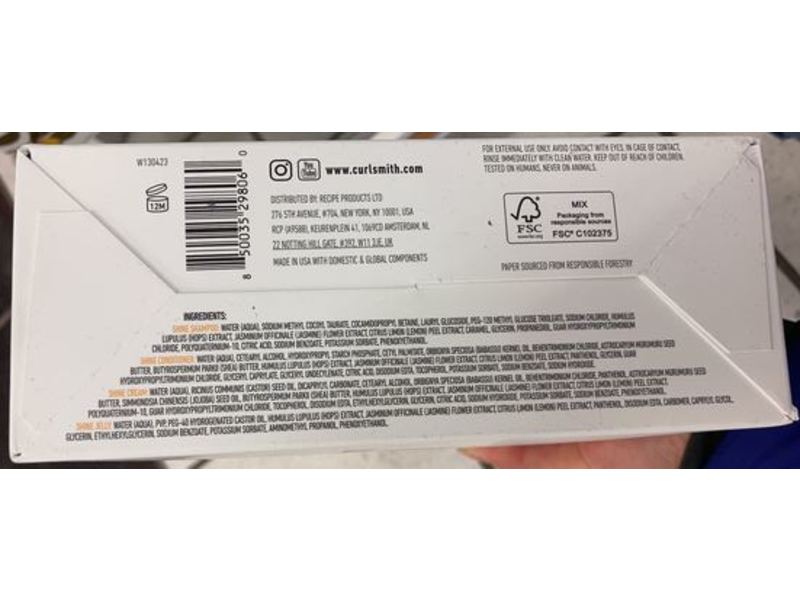 W130423
12M
8 50035 29806 0
You Tube
www.curlsmith.com
DISTRIBUTED BY: RECIPE PRODUCTS LTD
276 5TH AVENUE, #704, NEW YORK, NY 10001, USA
RCP (A9588), KEURENPLEIN 41, 1069CD AMSTERDAM, NL
22 NOTTING HILL GATE, #392, W11 3JE, UK
MADE IN USA WITH DOMESTIC & GLOBAL COMPONENTS
FOR EXTERNAL USE ONLY. AVOID CONTACT WITH EYES. IN CASE OF CONTACT,
RINSE IMMEDIATELY WITH CLEAN WATER. KEEP OUT OF REACH OF CHILDREN.
TESTED ON HUMANS, NEVER ON ANIMALS.
FSC
www.fsc.org
MIX
Packaging from
responsible sources
FSC® C102375
PAPER SOURCED FROM RESPONSIBLE FORESTRY
INGREDIENTS:
SHINE SHAMPOO: WATER (AQUA), SODIUM METHYL COCOYL TAURATE, COCAMIDOPROPYL BETAINE, LAURYL GLUCOSIDE, PEG-120 METHYL GLUCOSE TRIOLEATE, SODIUM CHLORIDE, HUMULUS
LUPULUS (HOPS) EXTRACT, JASMINUM OFFICINALE (JASMINE) FLOWER EXTRACT, CITRUS LIMON (LEMON) PEEL EXTRACT, CARAMEL, GLYCERIN, PROPANEDIOL, GUAR HYDROXYPROPYLTRIMONIUM
CHLORIDE, POLYQUATERNIUM-10, CITRIC ACID, SODIUM BENZOATE, POTASSIUM SORBATE, PHENOXYETHANOL.
SHINE CONDITIONER: WATER (AQUA), CETEARYL ALCOHOL, HYDROXYPROPYL STARCH PHOSPHATE, CETYL PALMITATE, ORBIGNYA SPECIOSA (BABASSU) KERNEL OIL, BEHENTRIMONIUM CHLORIDE, ASTROCARYUM MURUMURU SEED
BUTTER, BUTYROSPERMUM PARKII (SHEA) BUTTER, HUMULUS LUPULUS (HOPS) EXTRACT, JASMINUM OFFICINALE (JASMINE) FLOWER EXTRACT, CITRUS LIMON (LEMON) PEEL EXTRACT, PANTHENOL, GLYCERIN, GUAR
HYDROXYPROPYLTRIMONIUM CHLORIDE, GLYCERYL CAPRYLATE, GLYCERYL UNDECYLENATE, CITRIC ACID, DISODIUM EDTA, TOCOPHEROL, POTASSIUM SORBATE, SODIUM BENZOATE, SODIUM HYDROXIDE.
SHINE CREAM: WATER (AQUA), RICINUS COMMUNIS (CASTOR) SEED OIL, DICAPRYLYL CARBONATE, CETEARYL ALCOHOL, ORBIGNYA SPECIOSA (BABASSU) KERNEL OIL, BEHENTRIMONIUM CHLORIDE, PANTHENOL, ASTROCARYUM MURUMURU SEED
BUTTER, SIMMONDSIA CHINENSIS (JOJOBA) SEED OIL, BUTYROSPERMUM PARKII (SHEA) BUTTER, HUMULUS LUPULUS (HOPS) EXTRACT, JASMINUM OFFICINALE (JASMINE) FLOWER EXTRACT, CITRUS LIMON (LEMON) PEEL EXTRACT,
POLYQUATERNIUM-10, GUAR HYDROXYPROPYLTRIMONIUM CHLORIDE, TOCOPHEROL, DISODIUM EDTA, GLYCERIN, CITRIC ACID, SODIUM HYDROXIDE, POTASSIUM SORBATE, SODIUM BENZOATE, PHENOXYETHANOL.
SHINE JELLY: WATER (AQUA), PVP, PEG-40 HYDROGENATED CASTOR OIL, HUMULUS LUPULUS (HOPS) EXTRACT, JASMINUM OFFICINALE (JASMINE) FLOWER EXTRACT, CITRUS LIMON (LEMON) PEEL EXTRACT, PANTHENOL, DISODIUM EDTA, CARBOMER, CAPRYLYL GLYCOL,
GLYCERIN, ETHYLHEXYLGLYCERIN, SODIUM BENZOATE, POTASSIUM SORBATE, AMINOMETHYL PROPANOL, PHENOXYETHANOL.